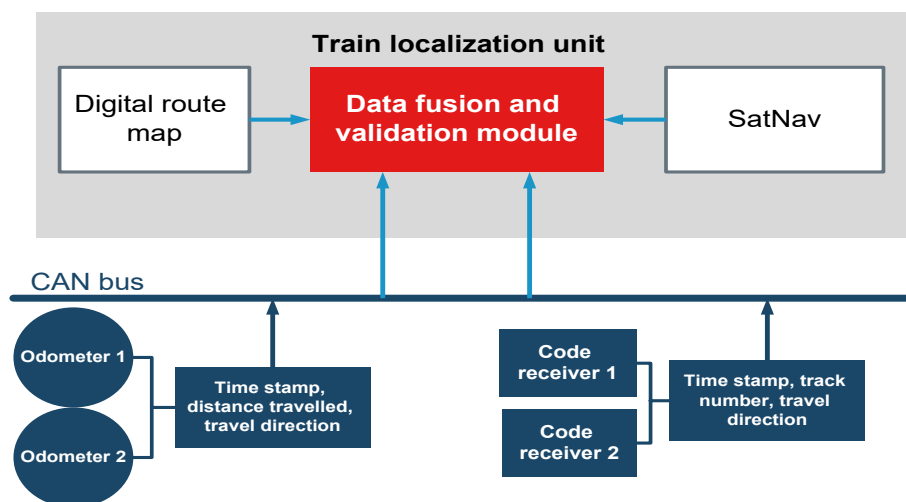 Train localization unit
Digital route
map
Data fusion and
validation module
SatNav
CAN bus
Odometer 1
Odometer 2
Time stamp,
distance travelled,
travel direction
Code
receiver 1
Code
receiver 2
Time stamp, track
number, travel
direction